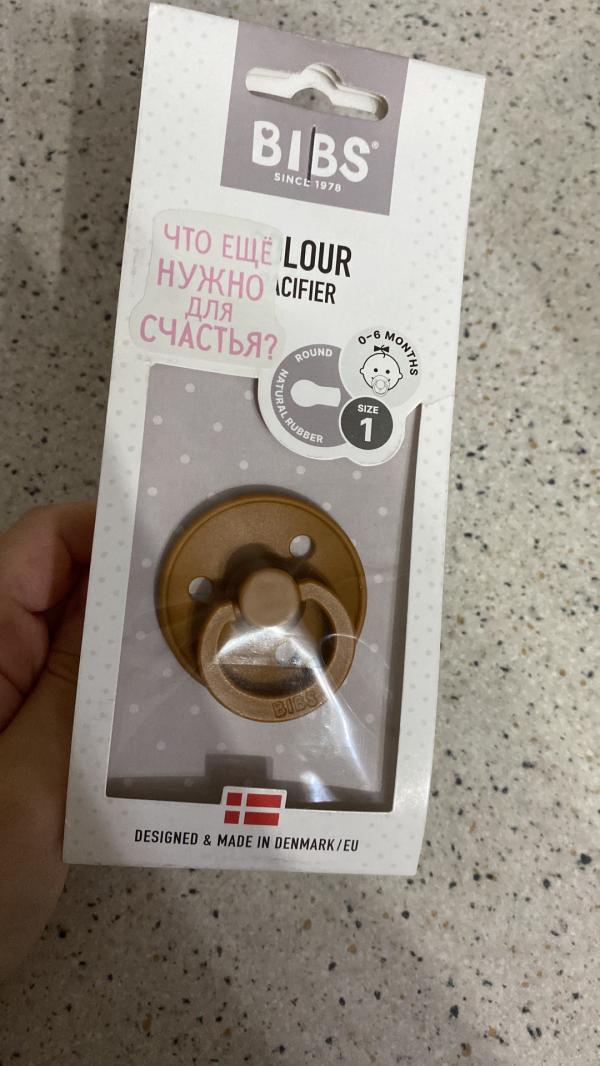 BIBS®
SINCE 1978
ЧТО ЕЩЁ
НУЖНО
ДЛЯ
СЧАСТЬЯ?
LOUR
ACIFIER
0-6 MONTHS
ROUND
NATURAL RUBBER
SIZE
1
BIBS
DESIGNED & MADE IN DENMARK/EU